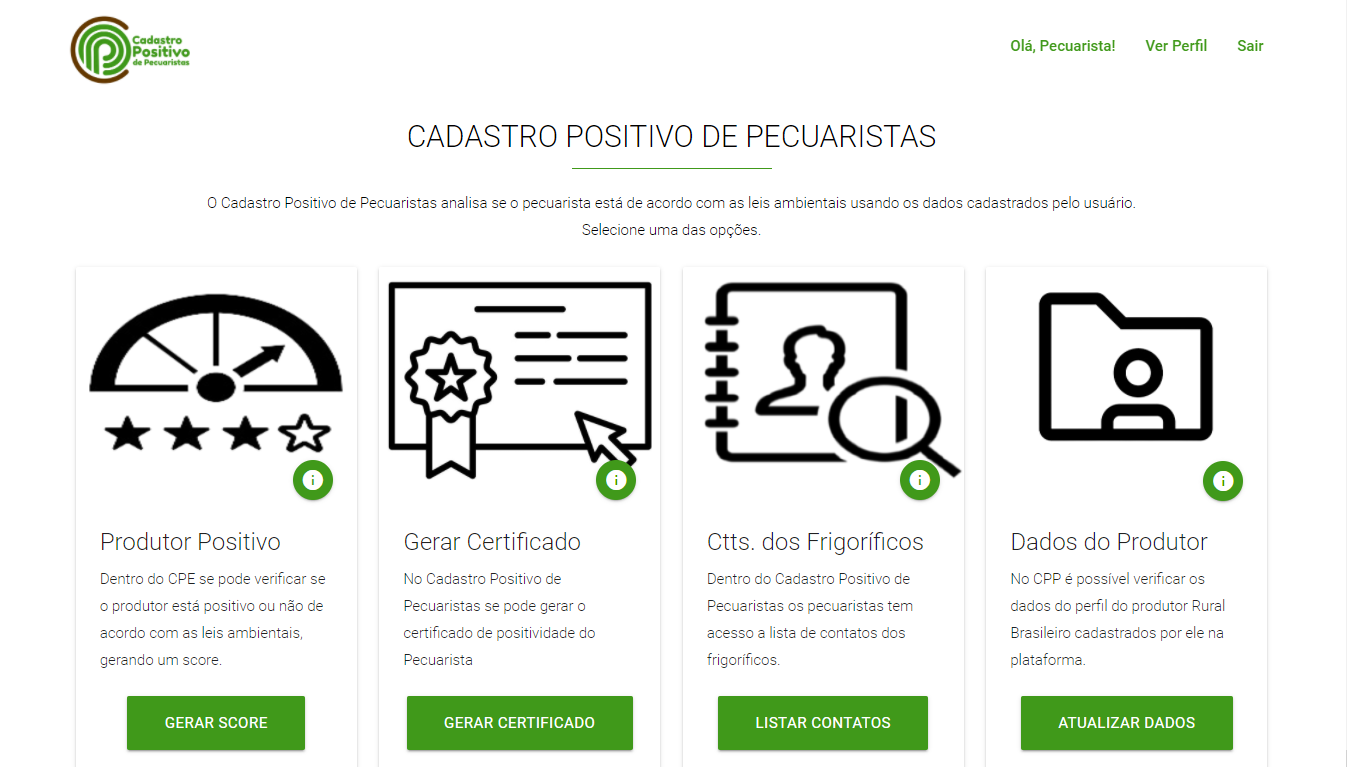 Cadastro
Positivo
de Pecuaristas
Olá, Pecuarista!
Ver Perfil
Sair
CADASTRO POSITIVO DE PECUARISTAS
O Cadastro Positivo de Pecuaristas analisa se o pecuarista está de acordo com as leis ambientais usando os dados cadastrados pelo usuário.
Selecione uma das opções.
Produtor Positivo
Dentro do CPE se pode verificar se
o produtor está positivo ou não de
acordo com as leis ambientais,
gerando um score.
GERAR SCORE
Gerar Certificado
No Cadastro Positivo de
Pecuaristas se pode gerar o
certificado de positividade do
Pecuarista
GERAR CERTIFICADO
Ctts. dos Frigoríficos
Dentro do Cadastro Positivo de
Pecuaristas os pecuaristas tem
acesso a lista de contatos dos
frigoríficos.
LISTAR CONTATOS
Dados do Produtor
No CPP é possível verificar os
dados do perfil do produtor Rural
Brasileiro cadastrados por ele na
plataforma.
ATUALIZAR DADOS